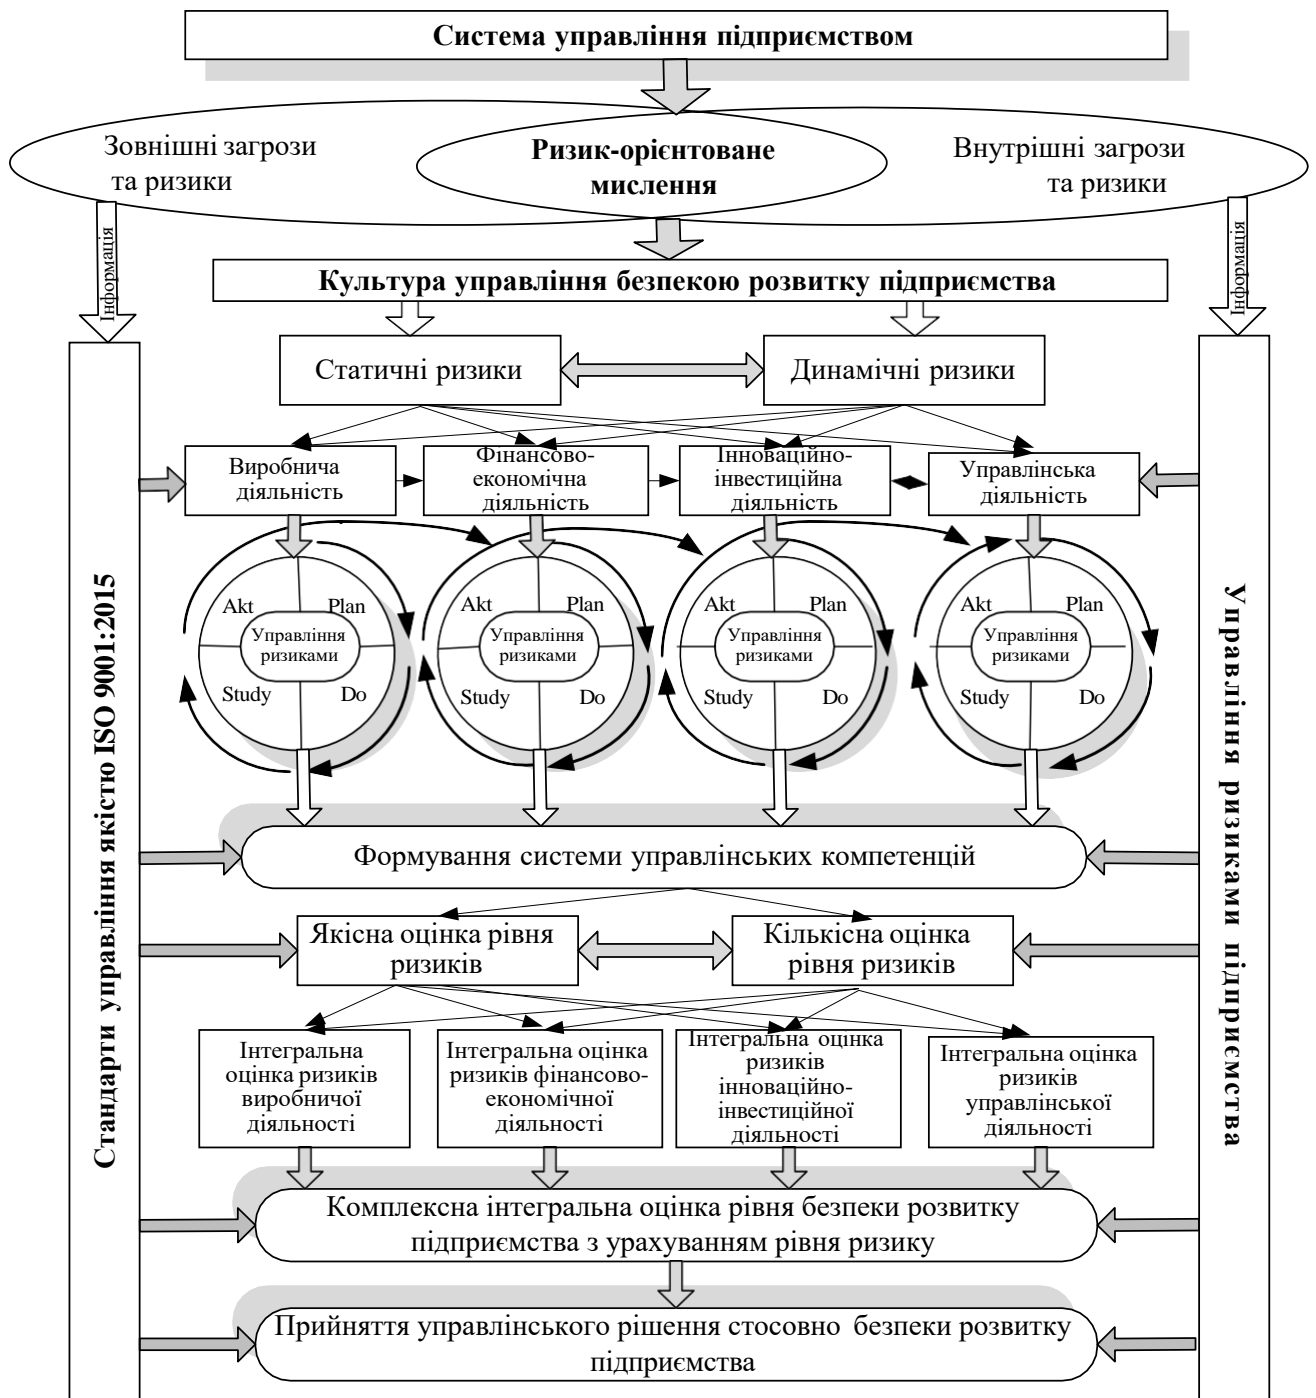 Система управління підприємством
Зовнішні загрози
та ризики
Ризик-орієнтоване
мислення
Внутрішні загрози
та ризики
Інформація
Інформація
Культура управління безпекою розвитку підприємства
Статичні ризики
Динамічні ризики
Виробнича
діяльність
Фінансово-
економічна
діяльність
Інноваційно-
інвестиційна
діяльність
Управлінська
діяльність
Akt
Plan
Управління
ризиками
Study
Do
Akt
Plan
Управління
ризиками
Study
Do
Akt
Plan
Управління
ризиками
Study
Do
Akt
Plan
Управління
ризиками
Study
Do
Стандарти управління якістю ISO 9001:2015
Управління ризиками підприємства
Формування системи управлінських компетенцій
Якісна оцінка рівня
ризиків
Кількісна оцінка
рівня ризиків
Інтегральна
оцінка ризиків
виробничої
діяльності
Інтегральна оцінка
ризиків фінансово-
економічної
діяльності
Інтегральна оцінка
ризиків
інноваційно-
інвестиційної
діяльності
Інтегральна оцінка
ризиків
управлінської
діяльності
Комплексна інтегральна оцінка рівня безпеки розвитку
підприємства з урахуванням рівня ризику
Прийняття управлінського рішення стосовно безпеки розвитку
підприємства